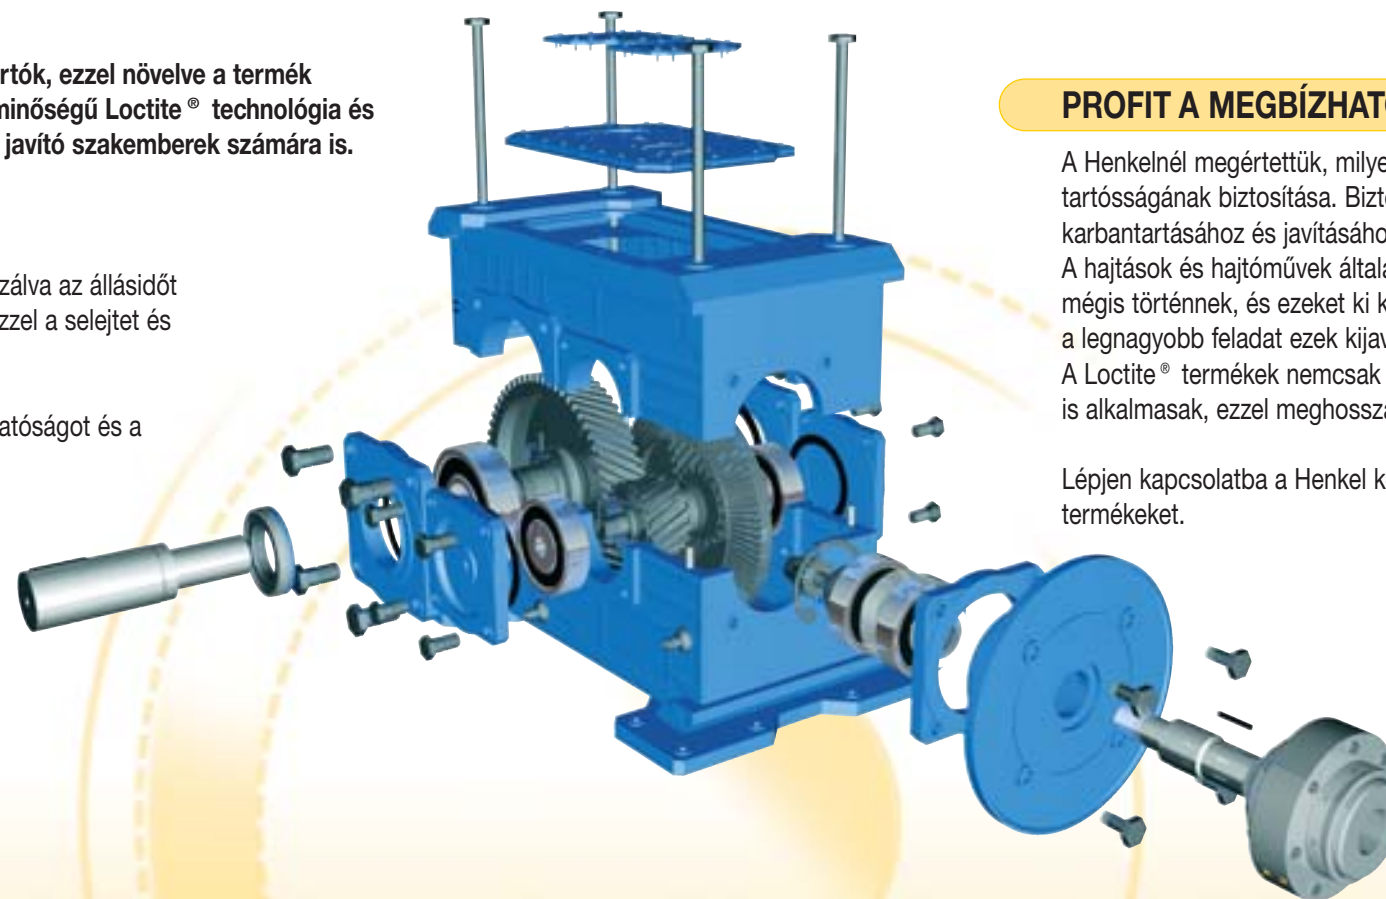 rtók, ezzel növelve a termék
minőségű Loctite® technológia és
javító szakemberek számára is.
zálva az állásidőt
zzel a selejtet és
atóságot és a
PROFIT A MEGBÍZHAT
A Henkelnél megértettük, milye
tartósságának biztosítása. Bizt
karbantartásához és javításáho
A hajtások és hajtóművek által
mégis történnek, és ezeket ki k
a legnagyobb feladat ezek kijav
A Loctite® termékek nemcsak
is alkalmasak, ezzel meghossza
Lépjen kapcsolatba a Henkel k
termékeket.